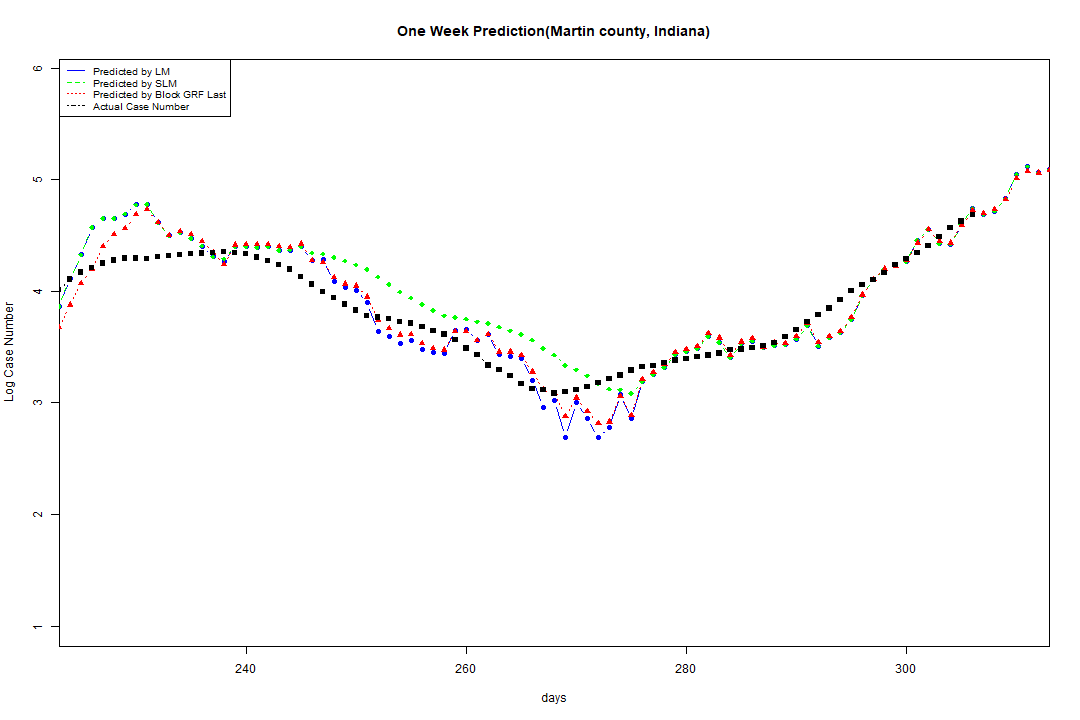 One Week Prediction(Martin county, Indiana)
Predicted by LM
Predicted by SLM
Predicted by Block GRF Last
Actual Case Number
6
5
4
3
2
1
Log Case Number
240 260 280 300
days